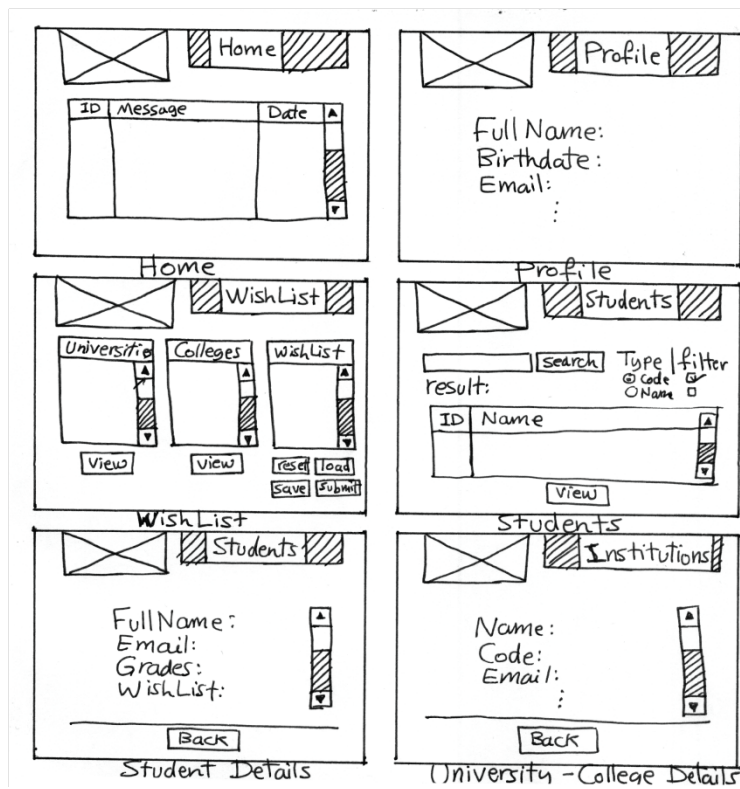 Home
ID Message Date
Home
Profile
Full Name:
Birthdate :
Email:
⋮
Profile
WishList
Universitie Colleges WishList
View View reset load
save Submit
WishList
Students
search Type | filter
Code
Name
result:
ID Name
View
Students
Students
FullName:
Email:
Grades:
WishList:
Back
Student Details
Institutions
Name:
Code:
Email:
⋮
Back
University - College Details